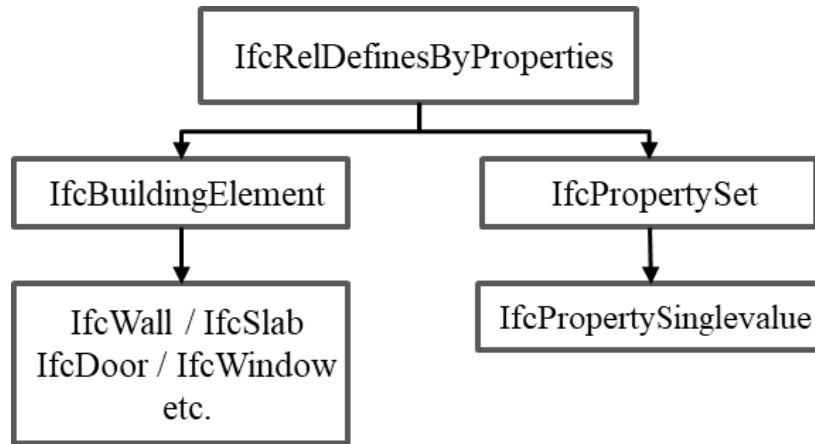 IfcRelDefinesByProperties
IfcBuildingElement
IfcPropertySet
IfcWall / IfcSlab
IfcDoor / IfcWindow
etc.
IfcPropertySinglevalue